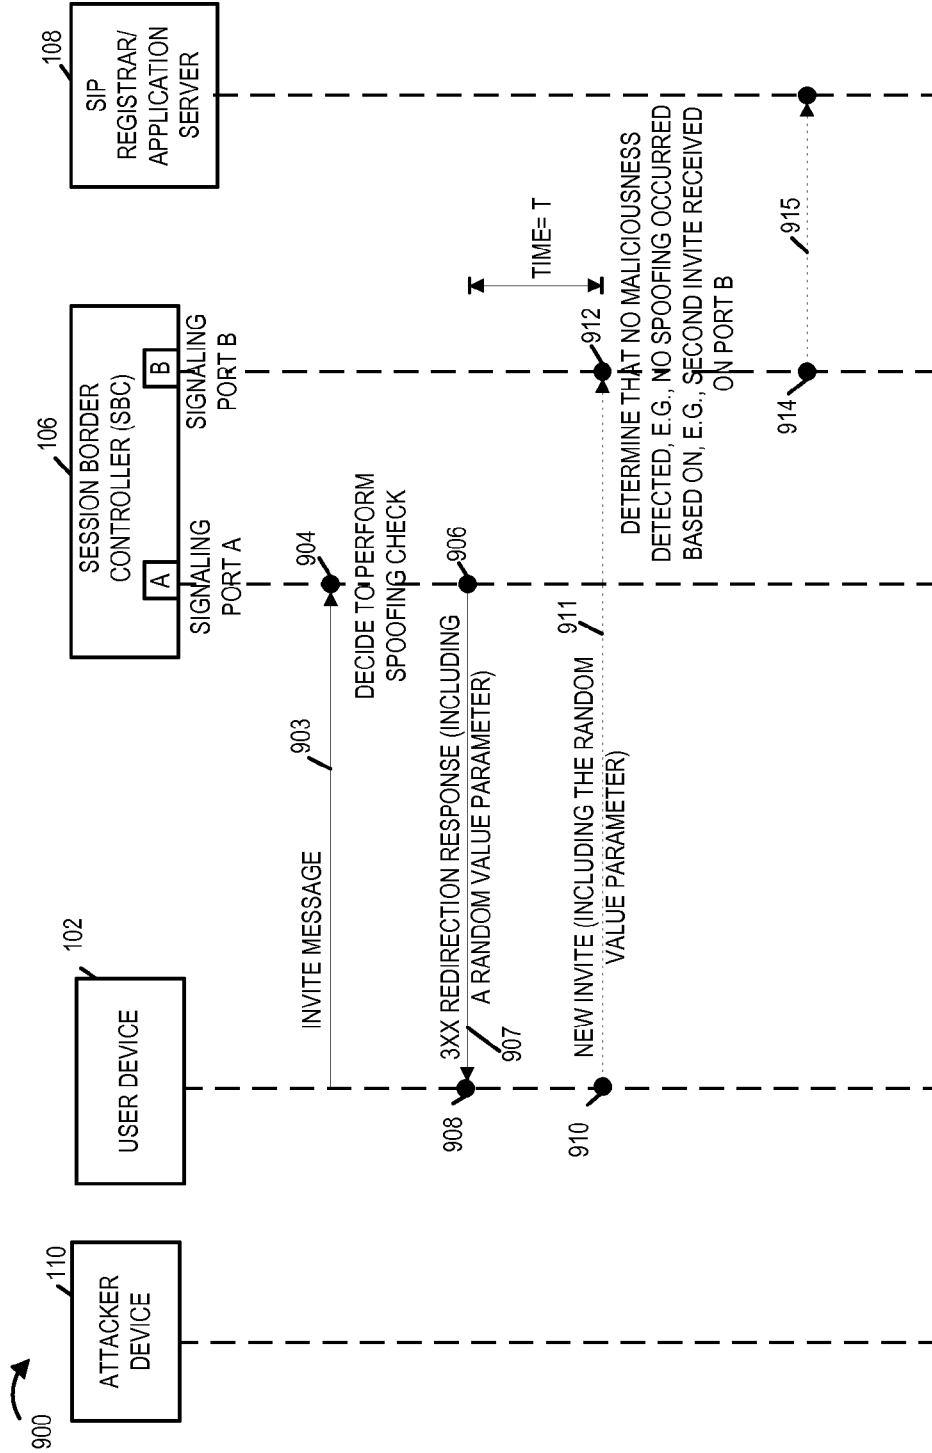 900
110
ATTACKER
DEVICE
102
USER DEVICE
106
SESSION BORDER
CONTROLLER (SBC)
A
B
SIGNALING
PORT A
SIGNALING
PORT B
108
SIP
REGISTRAR/
APPLICATION
SERVER
INVITE MESSAGE
903
904
DECIDE TO PERFORM
SPOOFING CHECK
3XX REDIRECTION RESPONSE (INCLUDING
A RANDOM VALUE PARAMETER)
906
907
908
TIME= T
NEW INVITE (INCLUDING THE RANDOM
VALUE PARAMETER)
910
911
912
DETERMINE THAT NO MALICIOUSNESS
DETECTED, E.G., NO SPOOFING OCCURRED
BASED ON, E.G., SECOND INVITE RECEIVED
ON PORT B
914
915